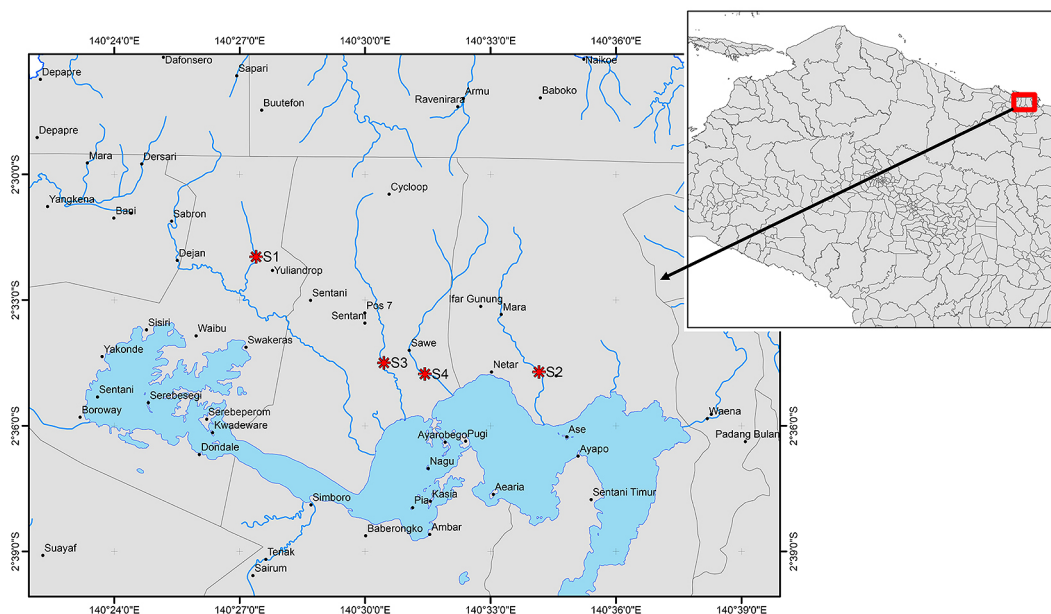 140°24'0"E 140°27'0"E 140°30'0"E 140°33'0"E 140°36'0"E
Dafonsero
Naikoe
Depapre
Sapari
Armu
Baboko
Ravenirara
Buutefon
Depapre
Mara
Dersari
2°30'0"S
2°30'0"S
Cycloop
Yangkena
Bani
Sabron
Dejan
S1
Yuliandrop
Sentani
Ifar Gunung
2°33'0"S
Pos 7
Mara
Sentani
Sisiri
Waibu
Swakeras
Sawe
Yakonde
S3
S4
Netar
S2
Sentani
Serebesegi
Boroway
Serebeperom
Waena
2°36'0"S
2°36'0"S
Kwadeware
Ayarobego
Pugi
Ase
Padang Bulan
Dondale
Ayapo
Nagu
Aearia
Sentani Timur
Simboro
Kasia
Pia
Baberongko
Ambar
Suayaf
Tenak
2°39'0"S
2°39'0"S
Sairum
140°24'0"E 140°27'0"E 140°30'0"E 140°33'0"E 140°36'0"E 140°39'0"E